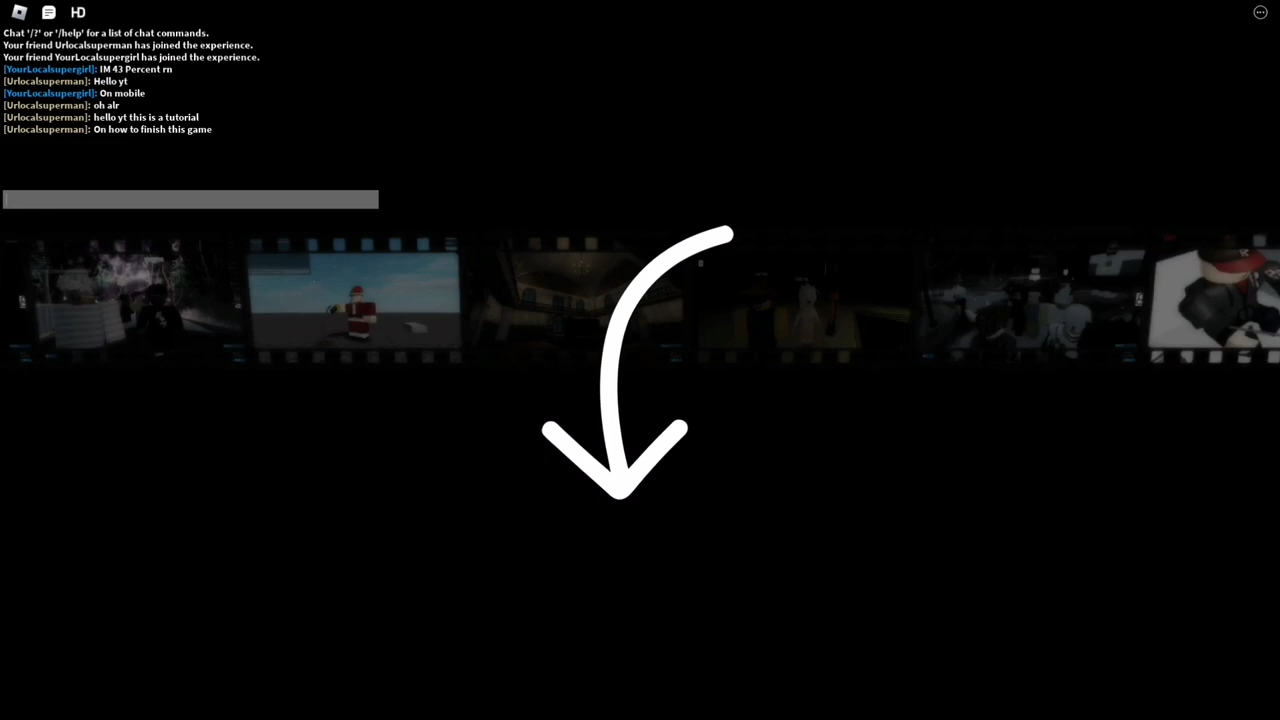 HD
Chat '/?' or '/help' for a list of chat commands.
Your friend Urlocalsuperman has joined the experience.
Your friend YourLocalsupergirl has joined the experience.
[YourLocalsupergirl]: IM 43 Percent rn
[Urlocalsuperman]: Hello yt
[YourLocalsupergirl]: On mobile
[Urlocalsuperman]: oh alr
[Urlocalsuperman]: hello yt this is a tutorial
[Urlocalsuperman]: On how to finish this game